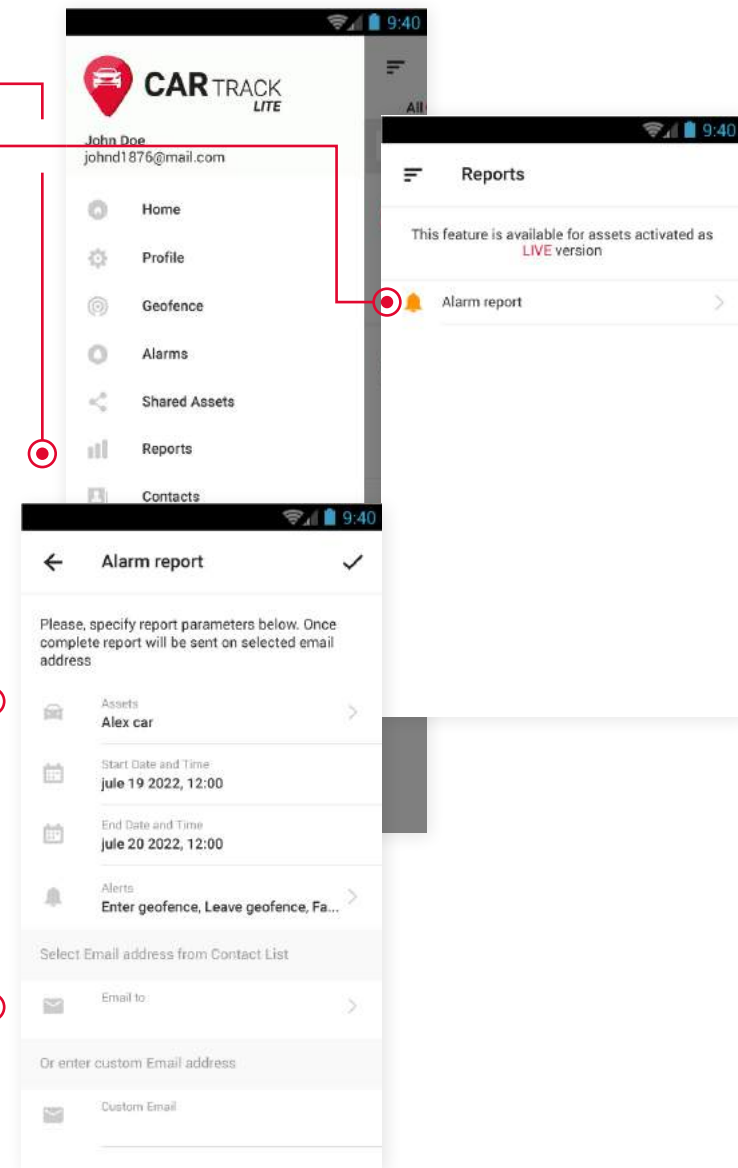 9:40
CAR TRACK
LITE
All
John Doe
johnd1876@mail.com
Home
Profile
Geofence
Alarms
Shared Assets
Reports
Contacts
9:40
Reports
This feature is available for assets activated as
LIVE version
Alarm report
9:40
Alarm report
Please, specify report parameters below. Once
complete report will be sent on selected email
address
Assets
Alex car
Start Date and Time
jule 19 2022, 12:00
End Date and Time
jule 20 2022, 12:00
Alerts
Enter geofence, Leave geofence, Fa...
Select Email address from Contact List
Email to
Or enter custom Email address
Custom Email